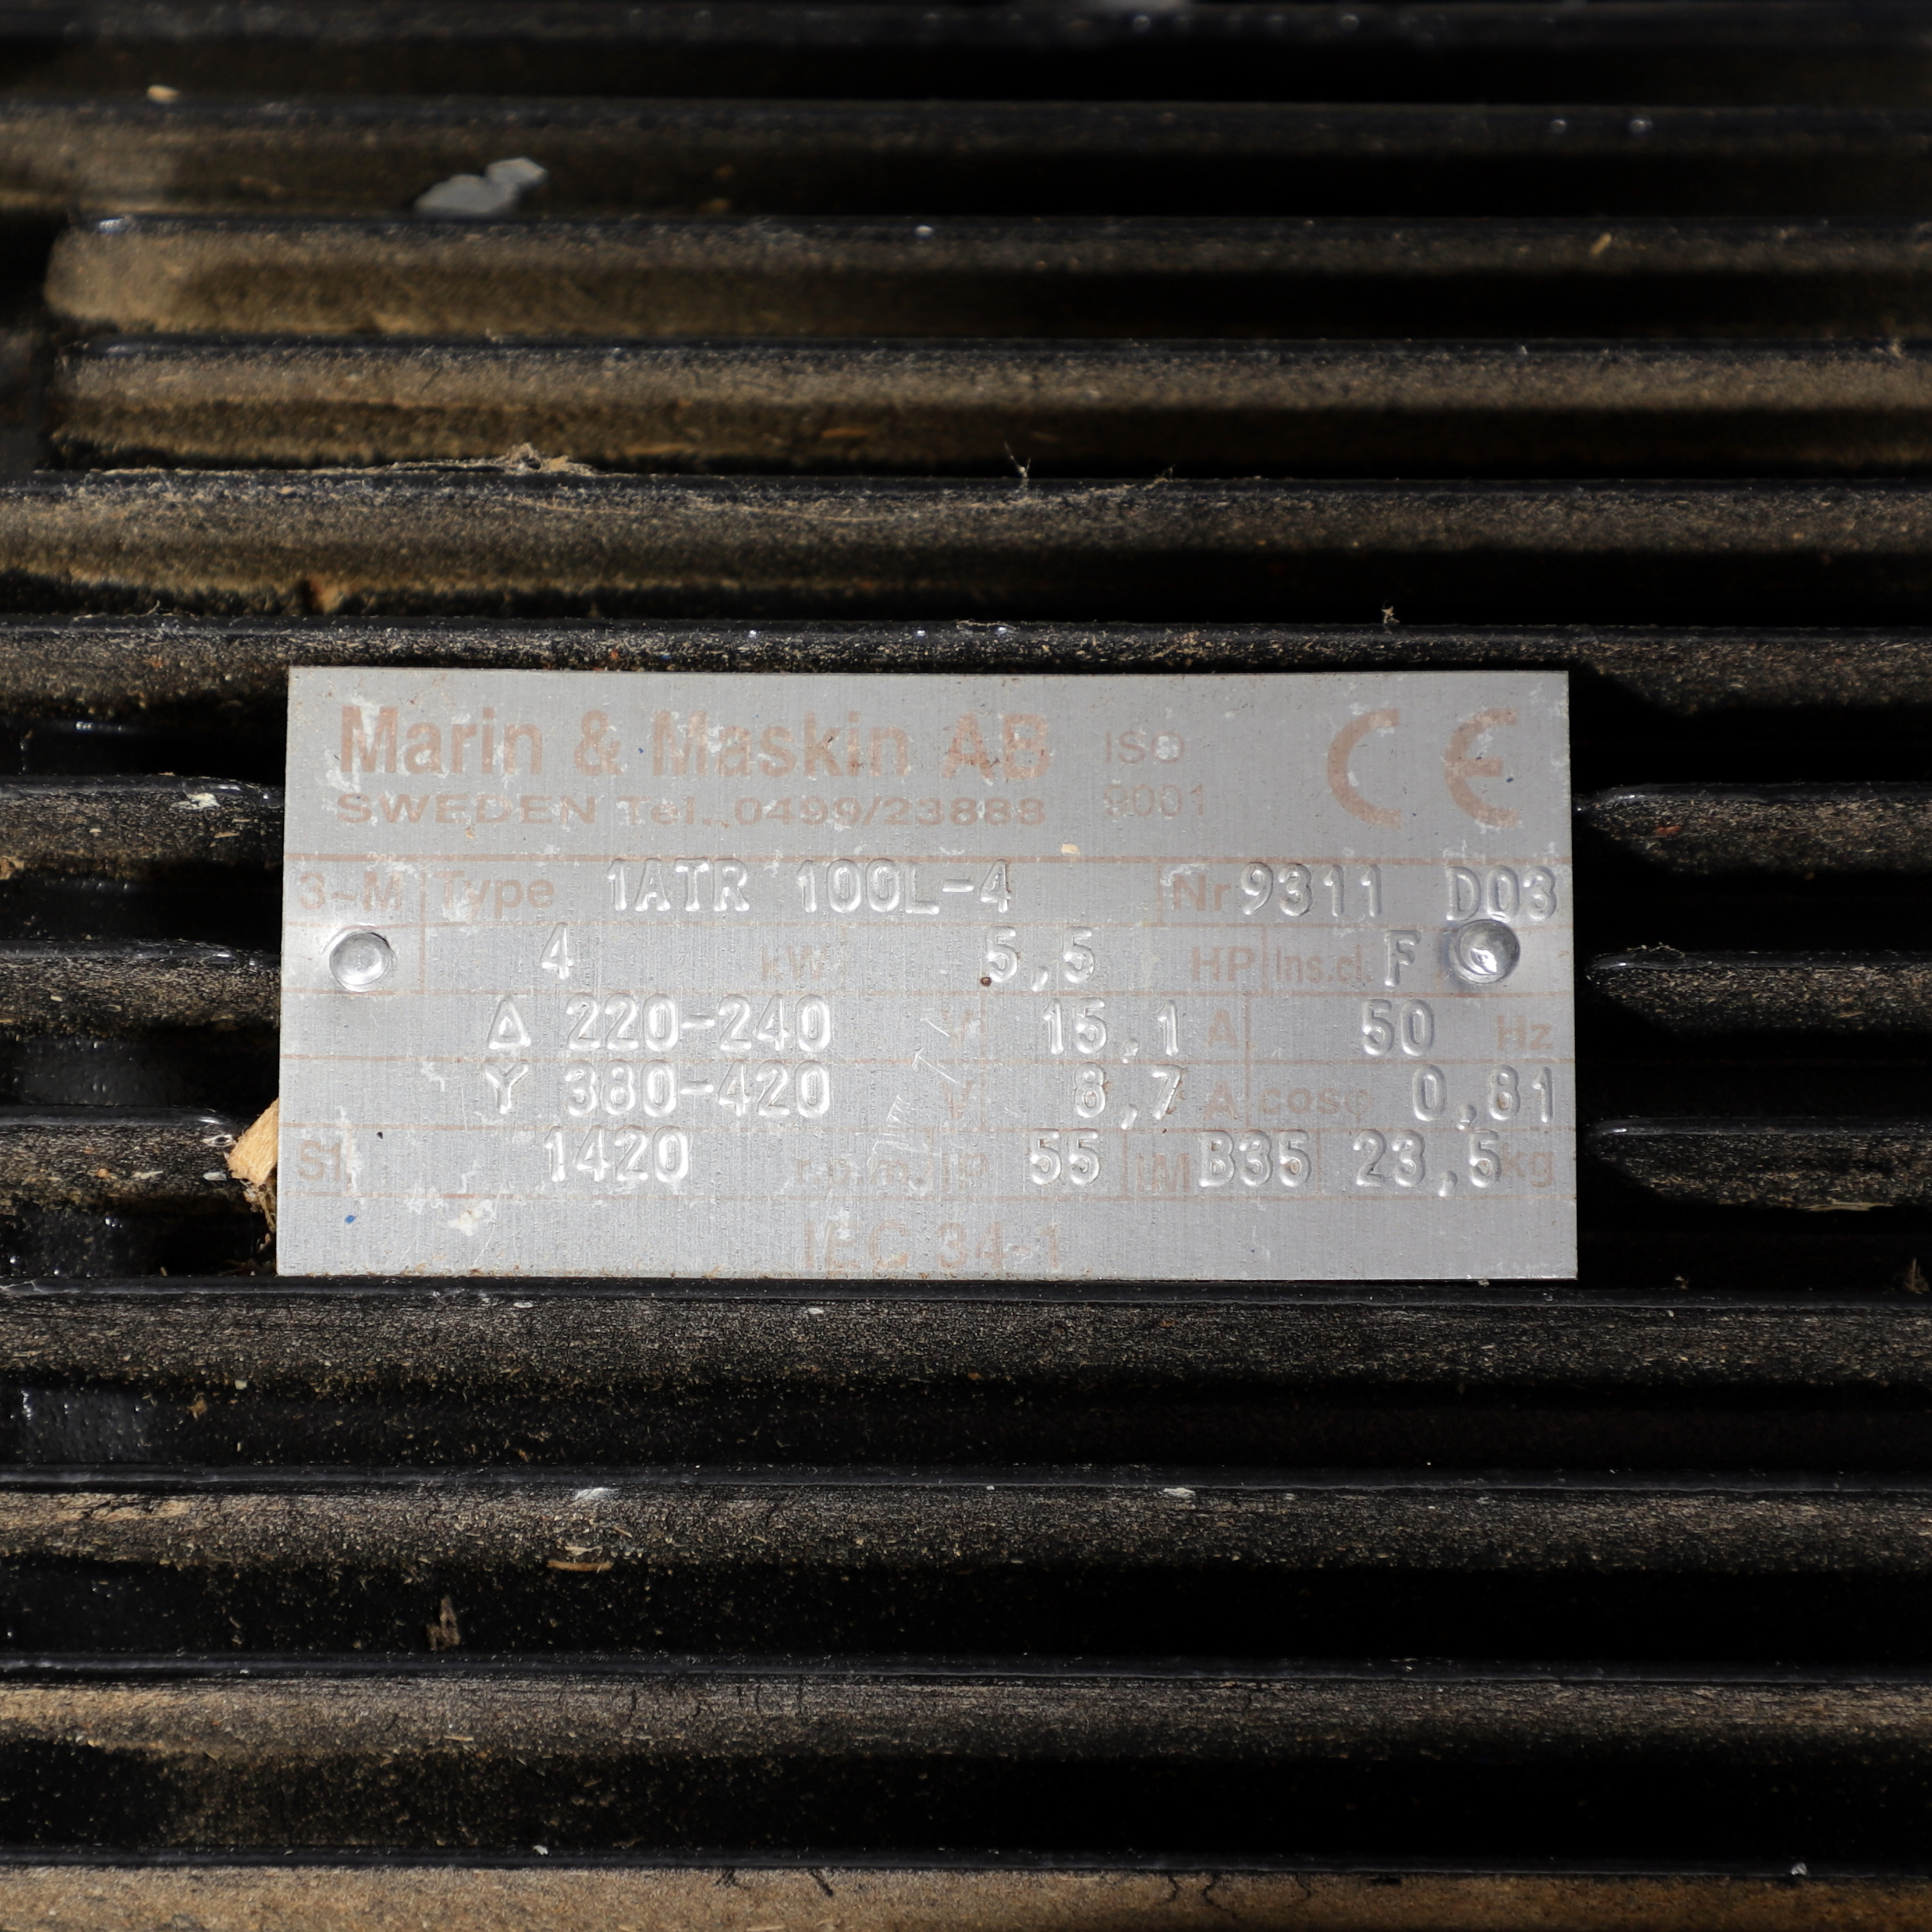 Marin & Maskin AB ISO CE
SWEDEN Tel. 0499/23888 9001
3~M Type 1ATR 100L-4 Nr 9311 D03
4 kW 5,5 HP Ins.cl. F
Δ 220-240 V 15,1 A 50 Hz
Y 380-420 V 8,7 A cosφ 0,81
S1 1420 r.p.m. IP 55 IM B35 23,5 kg
IEC 34-1